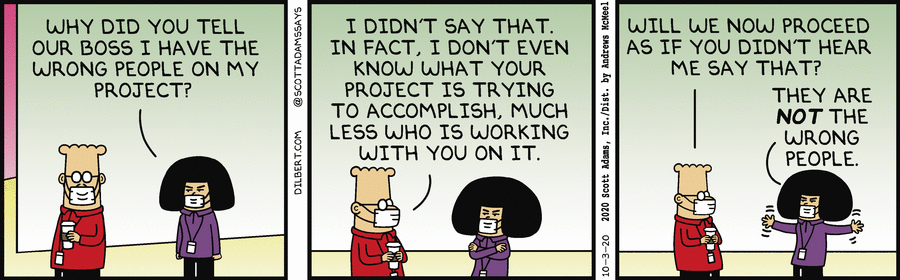 WHY DID YOU TELL
OUR BOSS I HAVE THE
WRONG PEOPLE ON MY
PROJECT?
DILBERT.COM
@SCOTTADAMSSAYS
I DIDN'T SAY THAT.
IN FACT, I DON'T EVEN
KNOW WHAT YOUR
PROJECT IS TRYING
TO ACCOMPLISH, MUCH
LESS WHO IS WORKING
WITH YOU ON IT.
10-3-20 2020 Scott Adams, Inc./Dist. by Andrews McMeel
WILL WE NOW PROCEED
AS IF YOU DIDN'T HEAR
ME SAY THAT?
THEY ARE
NOT THE
WRONG
PEOPLE.